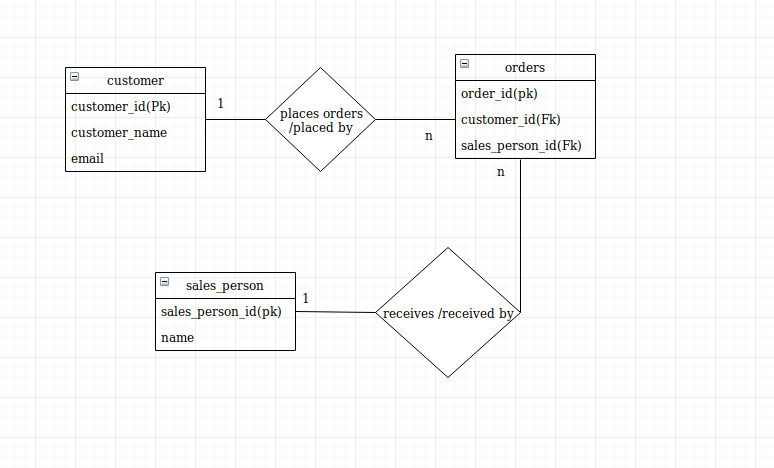 customer
customer_id(Pk)
customer_name
email
1
places orders
/placed by
n
orders
order_id(pk)
customer_id(Fk)
sales_person_id(Fk)
n
sales_person
sales_person_id(pk)
name
1
receives /received by